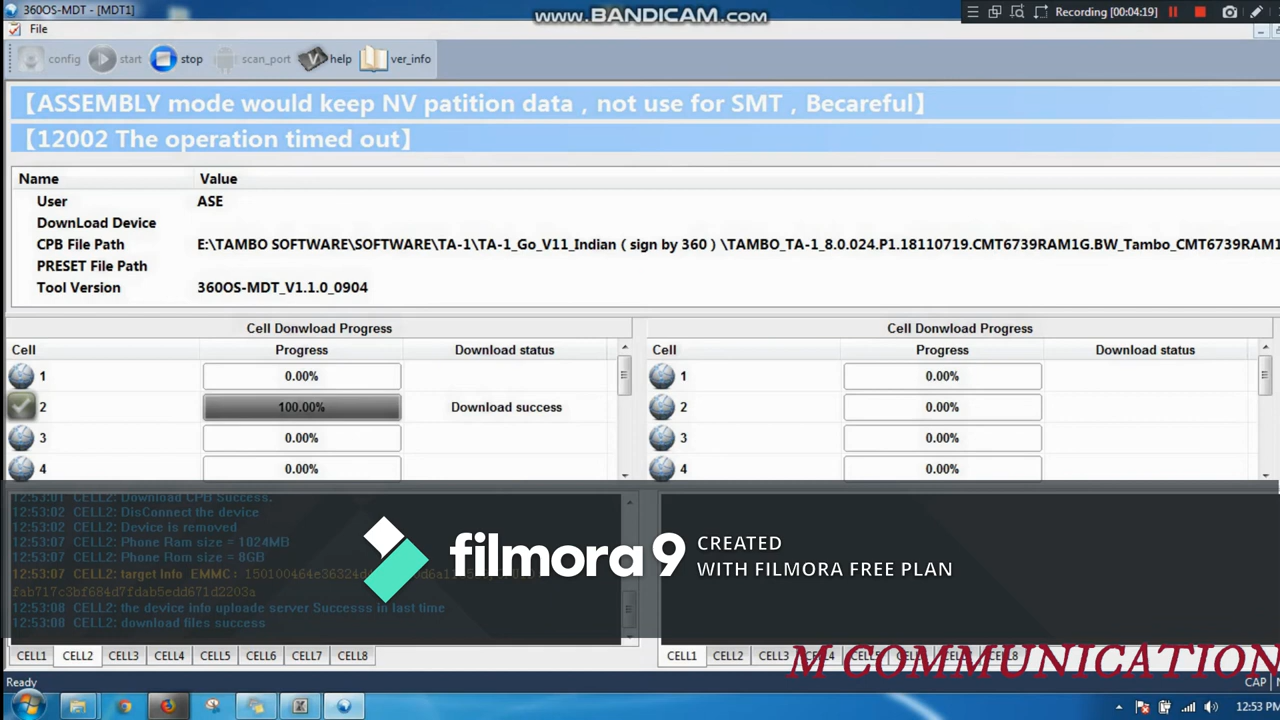 360OS-MDT - [MDT1]
www.BANDICAM.com
Recording [00:04:19]
File
config start stop scan_port help ver_info
【ASSEMBLY mode would keep NV patition data , not use for SMT , Becareful】
【12002 The operation timed out】
Name Value
User ASE
DownLoad Device
CPB File Path E:\TAMBO SOFTWARE\SOFTWARE\TA-1\TA-1_Go_V11_Indian ( sign by 360 ) \TAMBO_TA-1_8.0.024.P1.18110719.CMT6739RAM1G.BW_Tambo_CMT6739RAM1
PRESET File Path
Tool Version 360OS-MDT_V1.1.0_0904
Cell Donwload Progress Cell Donwload Progress
Cell Progress Download status Cell Progress Download status
1 0.00% 1 0.00%
2 100.00% Download success 2 0.00%
3 0.00% 3 0.00%
4 0.00% 4 0.00%
12:53:01 CELL2: Download CPB Success.
12:53:02 CELL2: DisConnect the device
12:53:02 CELL2: Device is removed
12:53:07 CELL2: Phone Ram size = 1024MB
12:53:07 CELL2: Phone Rom size = 8GB
12:53:07 CELL2: target Info EMMC:
fab717c3bf684d7fdab5edd671d2203a
12:53:08 CELL2: the device info uploade server Successs in last time
12:53:08 CELL2: download files success
filmora9 CREATED
WITH FILMORA FREE PLAN
CELL1 CELL2 CELL3 CELL4 CELL5 CELL6 CELL7 CELL8 CELL1 CELL2 CELL3
M COMMUNICATION
Ready CAP
12:53 PM